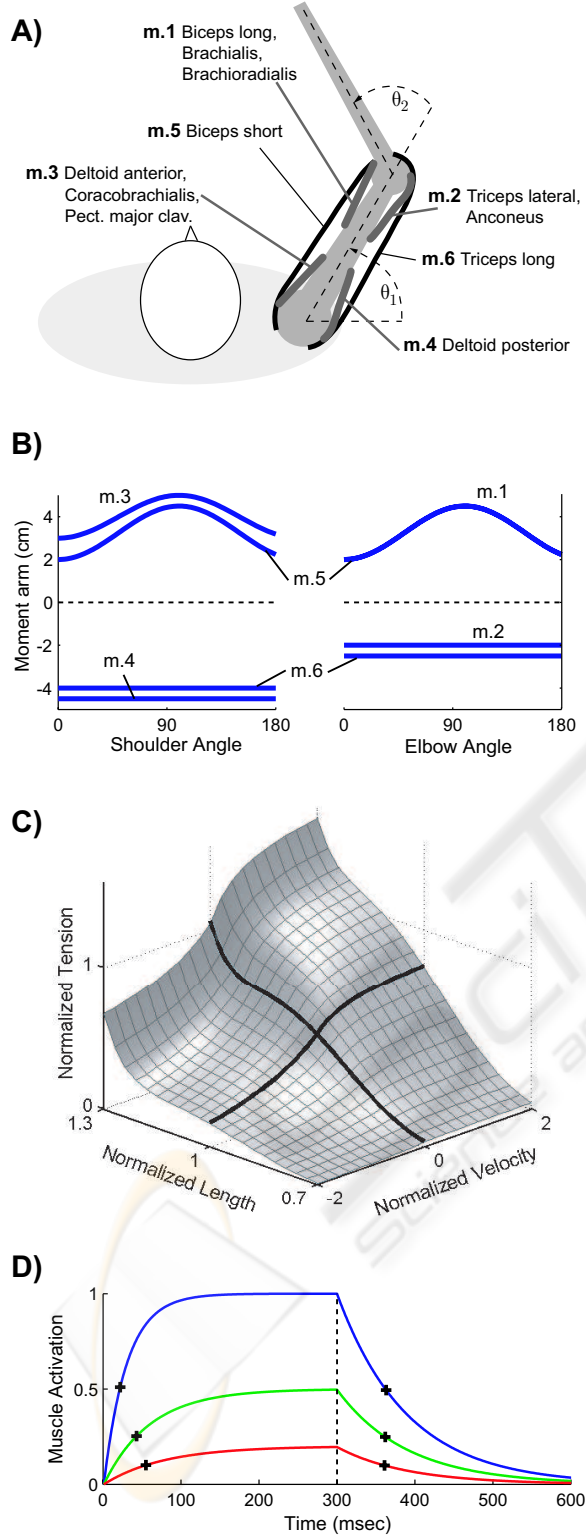 A)
m.1 Biceps long,
Brachialis,
Brachioradialis
m.5 Biceps short
m.3 Deltoid anterior,
Coracobrachialis,
Pect. major clav.
θ2
m.2 Triceps lateral,
Anconeus
m.6 Triceps long
θ1
m.4 Deltoid posterior
B)
Moment arm (cm)
4
2
0
-2
-4
m.3
m.1
m.5
m.2
m.4
m.6
0 90 180
0 90 180
Shoulder Angle
Elbow Angle
C)
Normalized Tension
1
0
1.3
1
0.7
-2
0
2
Normalized Length
Normalized Velocity
D)
Muscle Activation
1
0.5
0
0 100 200 300 400 500 600
Time (msec)